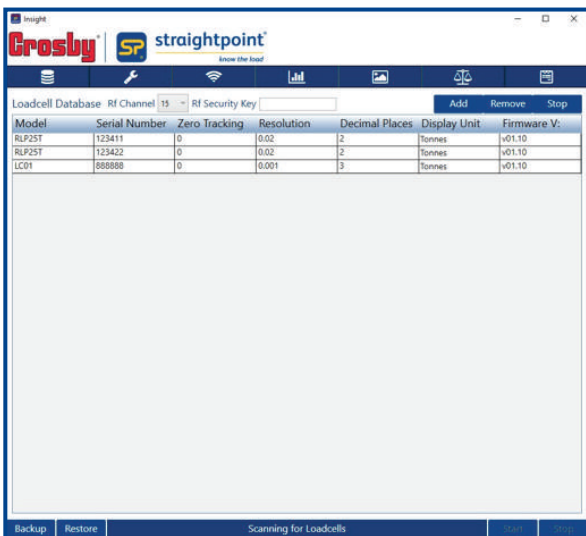 Insight
Crosby SP straightpoint
know the load
Loadcell Database Rf Channel 15 Rf Security Key Add Remove Stop
Model Serial Number Zero Tracking Resolution Decimal Places Display Unit Firmware V:
RLP25T 123411 0 0.02 2 Tonnes v01.10
RLP25T 123422 0 0.02 2 Tonnes v01.10
LC01 888888 0 0.001 3 Tonnes v01.10
Backup Restore Scanning for Loadcells Start Stop